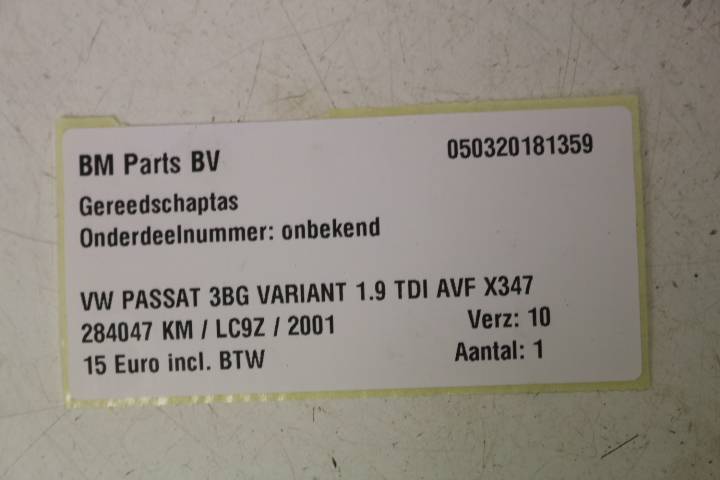 BM Parts BV 050320181359
Gereedschaptas
Onderdeelnummer: onbekend
VW PASSAT 3BG VARIANT 1.9 TDI AVF X347
284047 KM / LC9Z / 2001 Verz: 10
15 Euro incl. BTW Aantal: 1